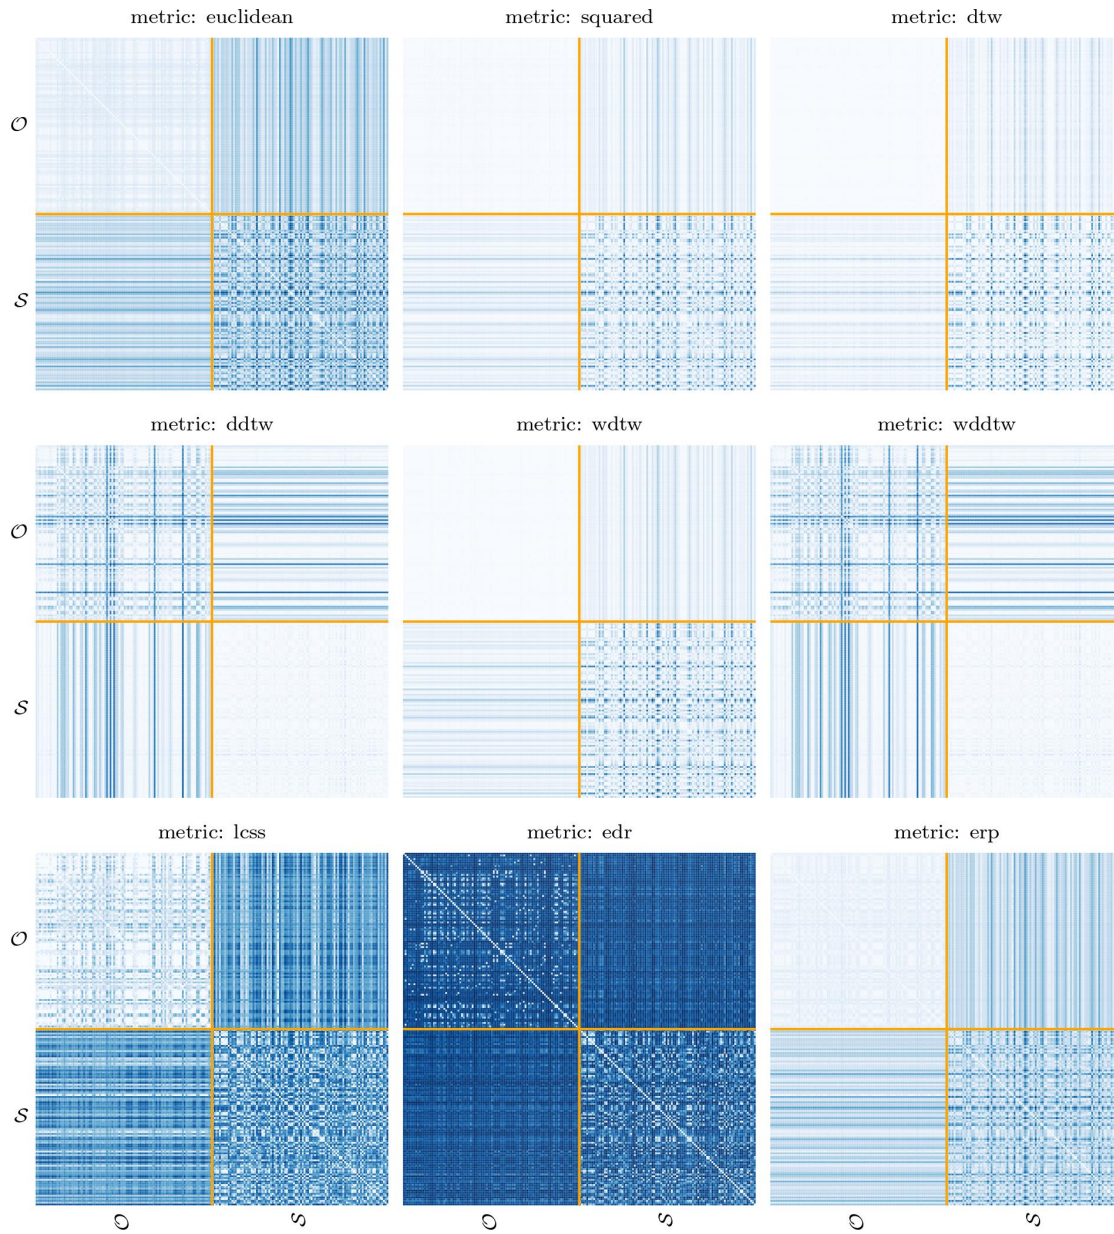 metric: euclidean metric: squared metric: dtw
𝒪
𝒮
metric: ddtw metric: wdtw metric: wddtw
𝒪
𝒮
metric: lcss metric: edr metric: erp
𝒪
𝒮
𝒪 𝒮 𝒪 𝒮 𝒪 𝒮